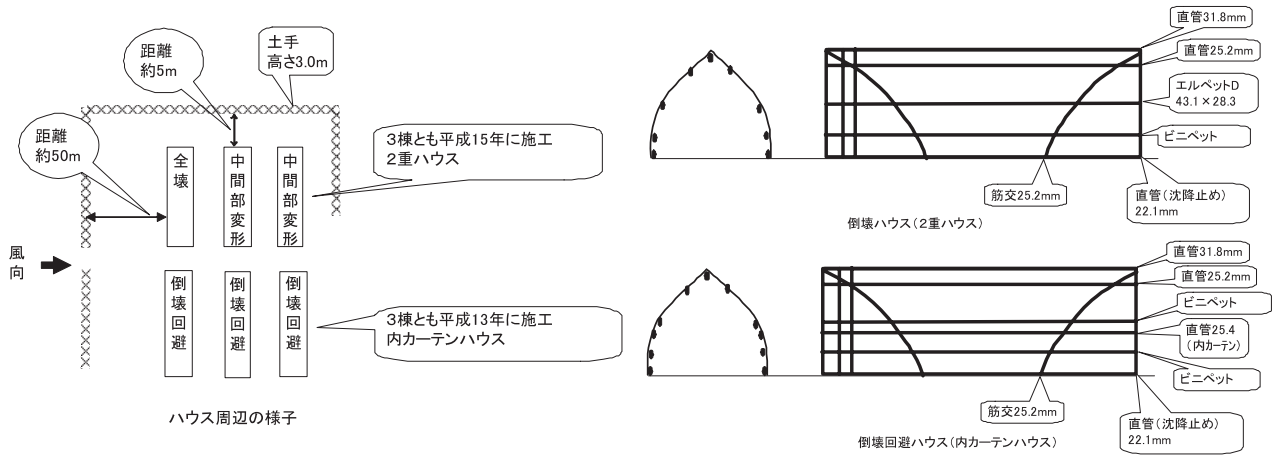 距離
約5m
土手
高さ3.0m
距離
約50m
3棟とも平成15年に施工
2重ハウス
全壊
中間部変形
中間部変形
風向
倒壊回避
倒壊回避
倒壊回避
3棟とも平成13年に施工
内カーテンハウス
ハウス周辺の様子
直管31.8mm
直管25.2mm
エルペットD
43.1×28.3
ビニペット
筋交25.2mm
直管(沈降止め)
22.1mm
倒壊ハウス(2重ハウス)
直管31.8mm
直管25.2mm
ビニペット
直管25.4
(内カーテン)
ビニペット
筋交25.2mm
直管(沈降止め)
22.1mm
倒壊回避ハウス(内カーテンハウス)